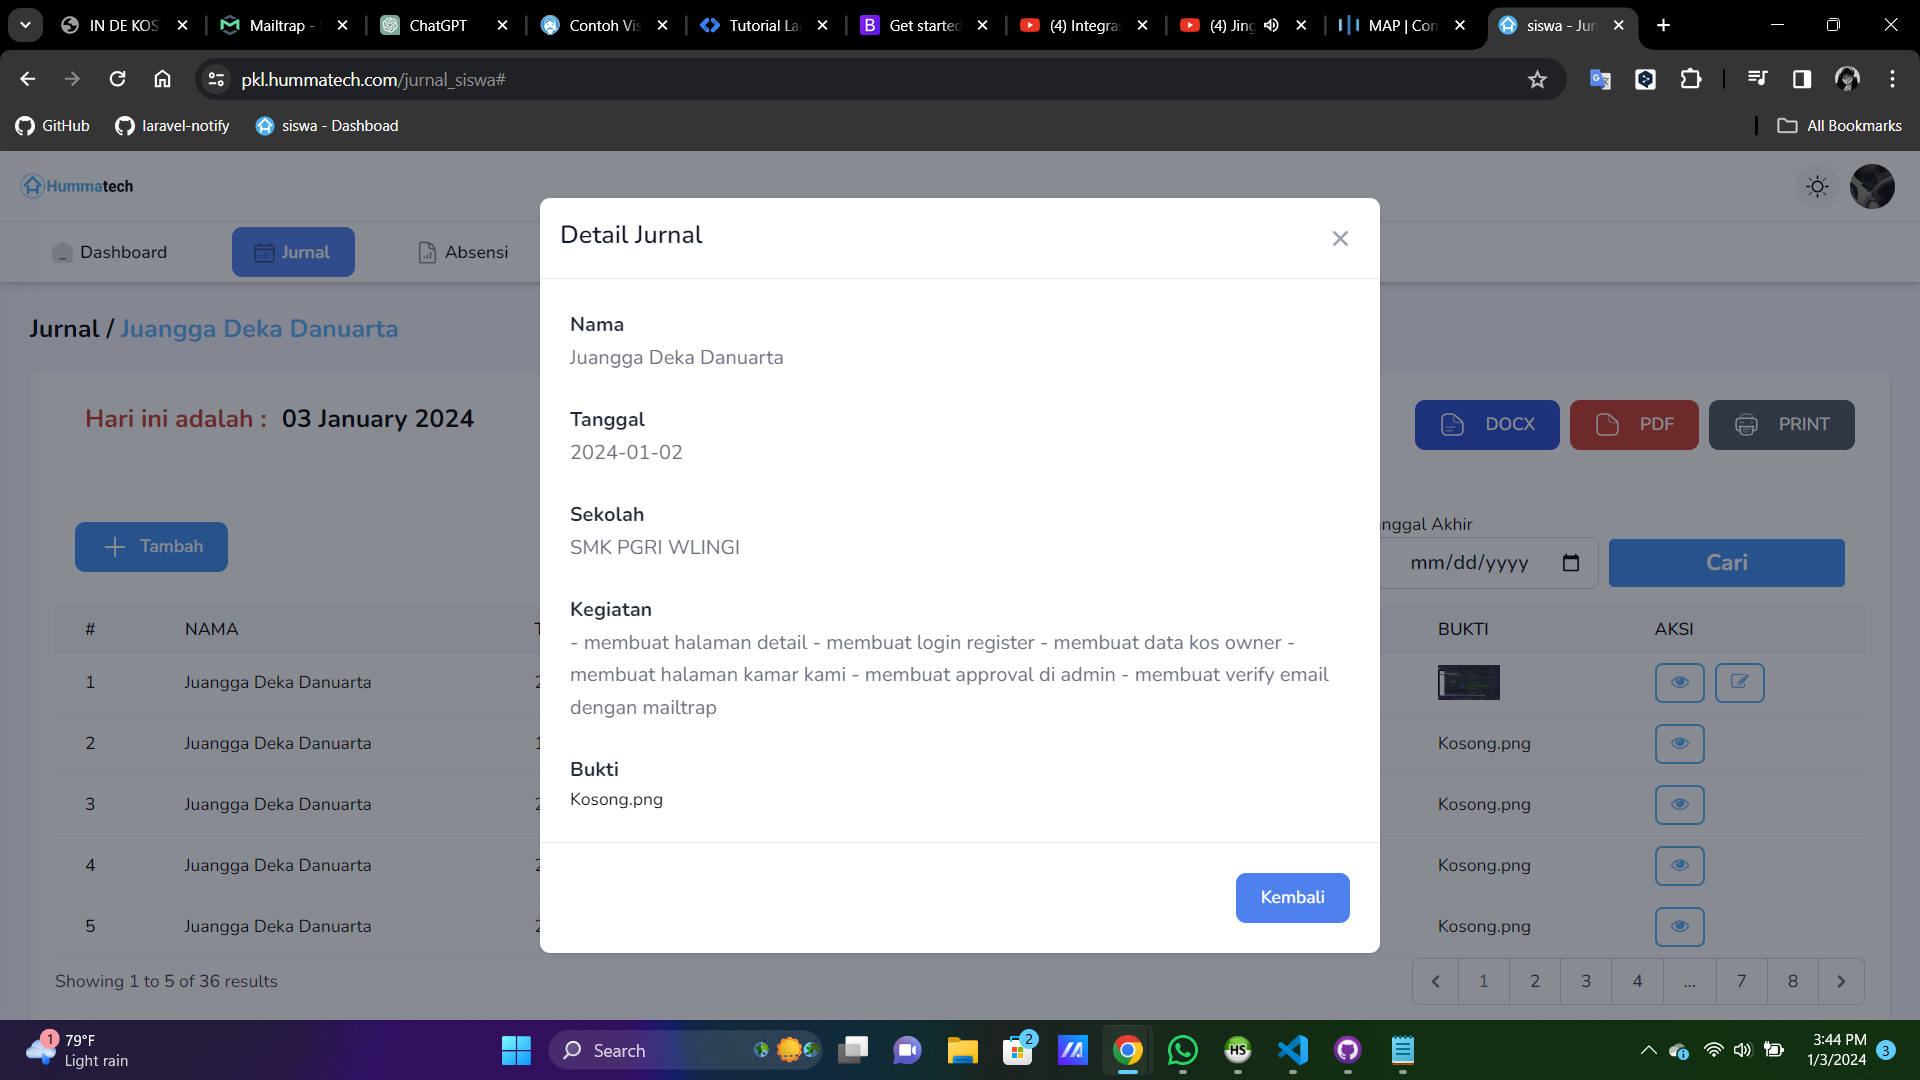 IN DE KOS
Mailtrap -
ChatGPT
Contoh Vis
Tutorial La
Get started
(4) Integra
(4) Jing
MAP | Con
siswa - Jur
pkl.hummatech.com/jurnal_siswa#
GitHub
laravel-notify
siswa - Dashboad
All Bookmarks
Hummatech
Dashboard
Jurnal
Absensi
Jurnal / Juangga Deka Danuarta
Hari ini adalah : 03 January 2024
DOCX
PDF
PRINT
Tambah
nggal Akhir
mm/dd/yyyy
Cari
# NAMA BUKTI AKSI
1 Juangga Deka Danuarta
2 Juangga Deka Danuarta Kosong.png
3 Juangga Deka Danuarta Kosong.png
4 Juangga Deka Danuarta Kosong.png
5 Juangga Deka Danuarta Kosong.png
Showing 1 to 5 of 36 results
1 2 3 4 ... 7 8
Detail Jurnal
Nama
Juangga Deka Danuarta
Tanggal
2024-01-02
Sekolah
SMK PGRI WLINGI
Kegiatan
- membuat halaman detail - membuat login register - membuat data kos owner -
membuat halaman kamar kami - membuat approval di admin - membuat verify email
dengan mailtrap
Bukti
Kosong.png
Kembali
1
79°F
Light rain
Search
2
HS
3:44 PM
1/3/2024
3